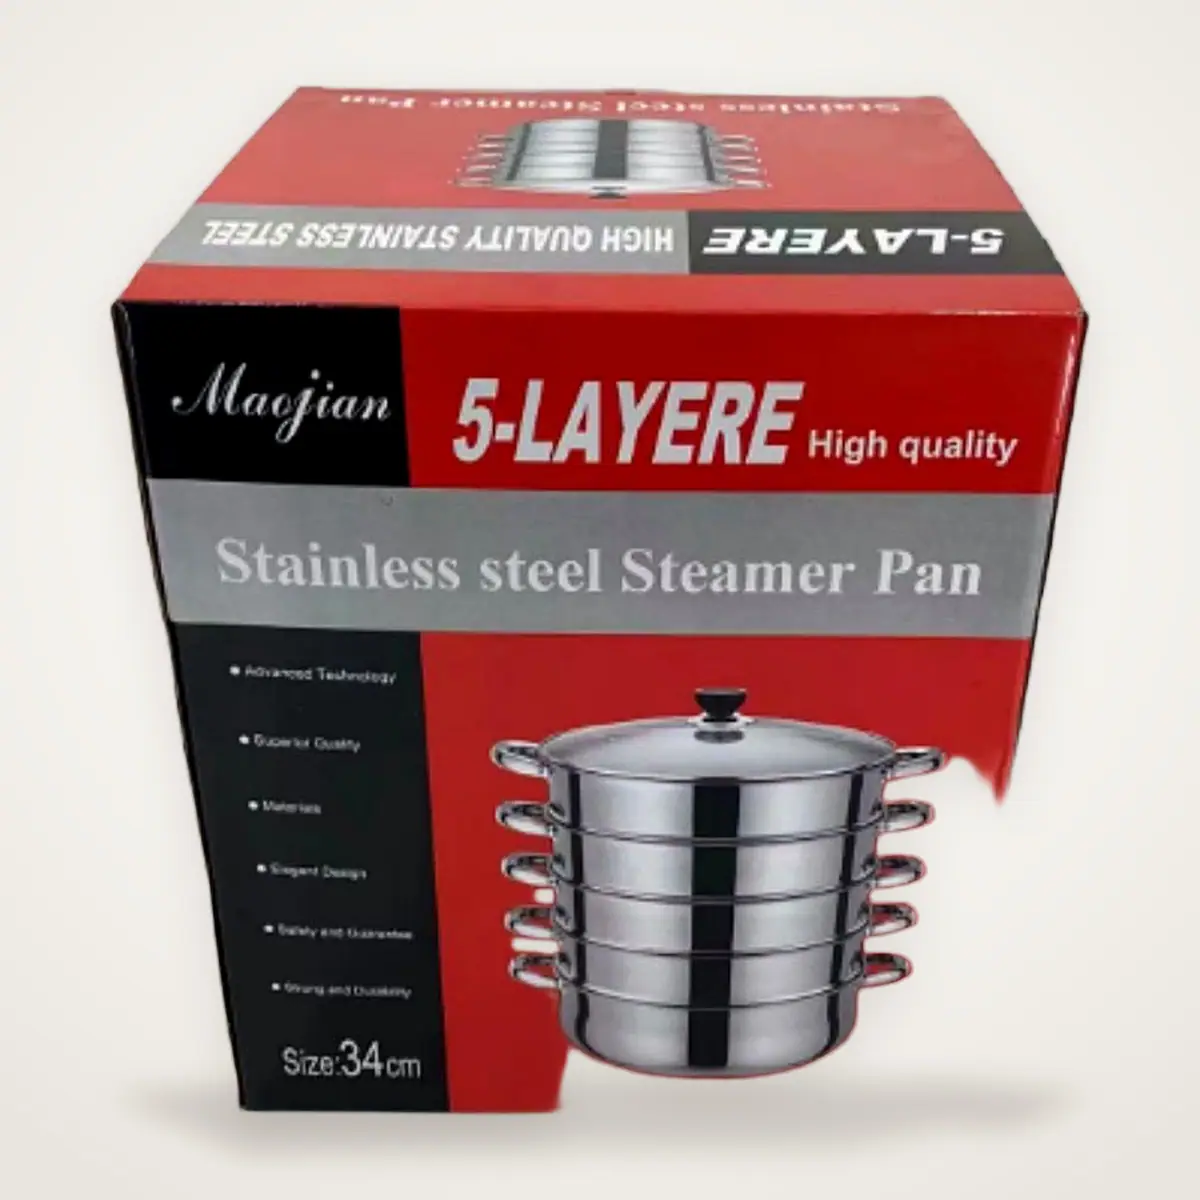 Stainless steel Steamer Pan
5-LAYERE HIGH QUALITY STAINLESS STEEL
Maojian
5-LAYERE High quality
Stainless steel Steamer Pan
Advanced Technology
Superior Quality
Materials
Elegant Design
Safety and Guarantee
Strong and Durability
Size:34cm